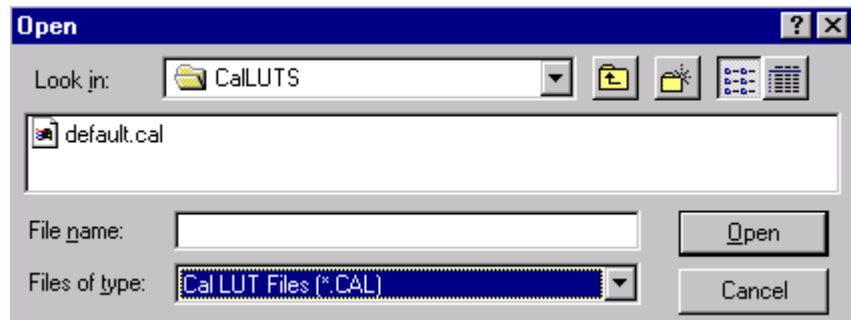 Open
Look in: CalLUTS
default.cal
File name: Open
Files of type: Cal LUT Files (*.CAL) Cancel